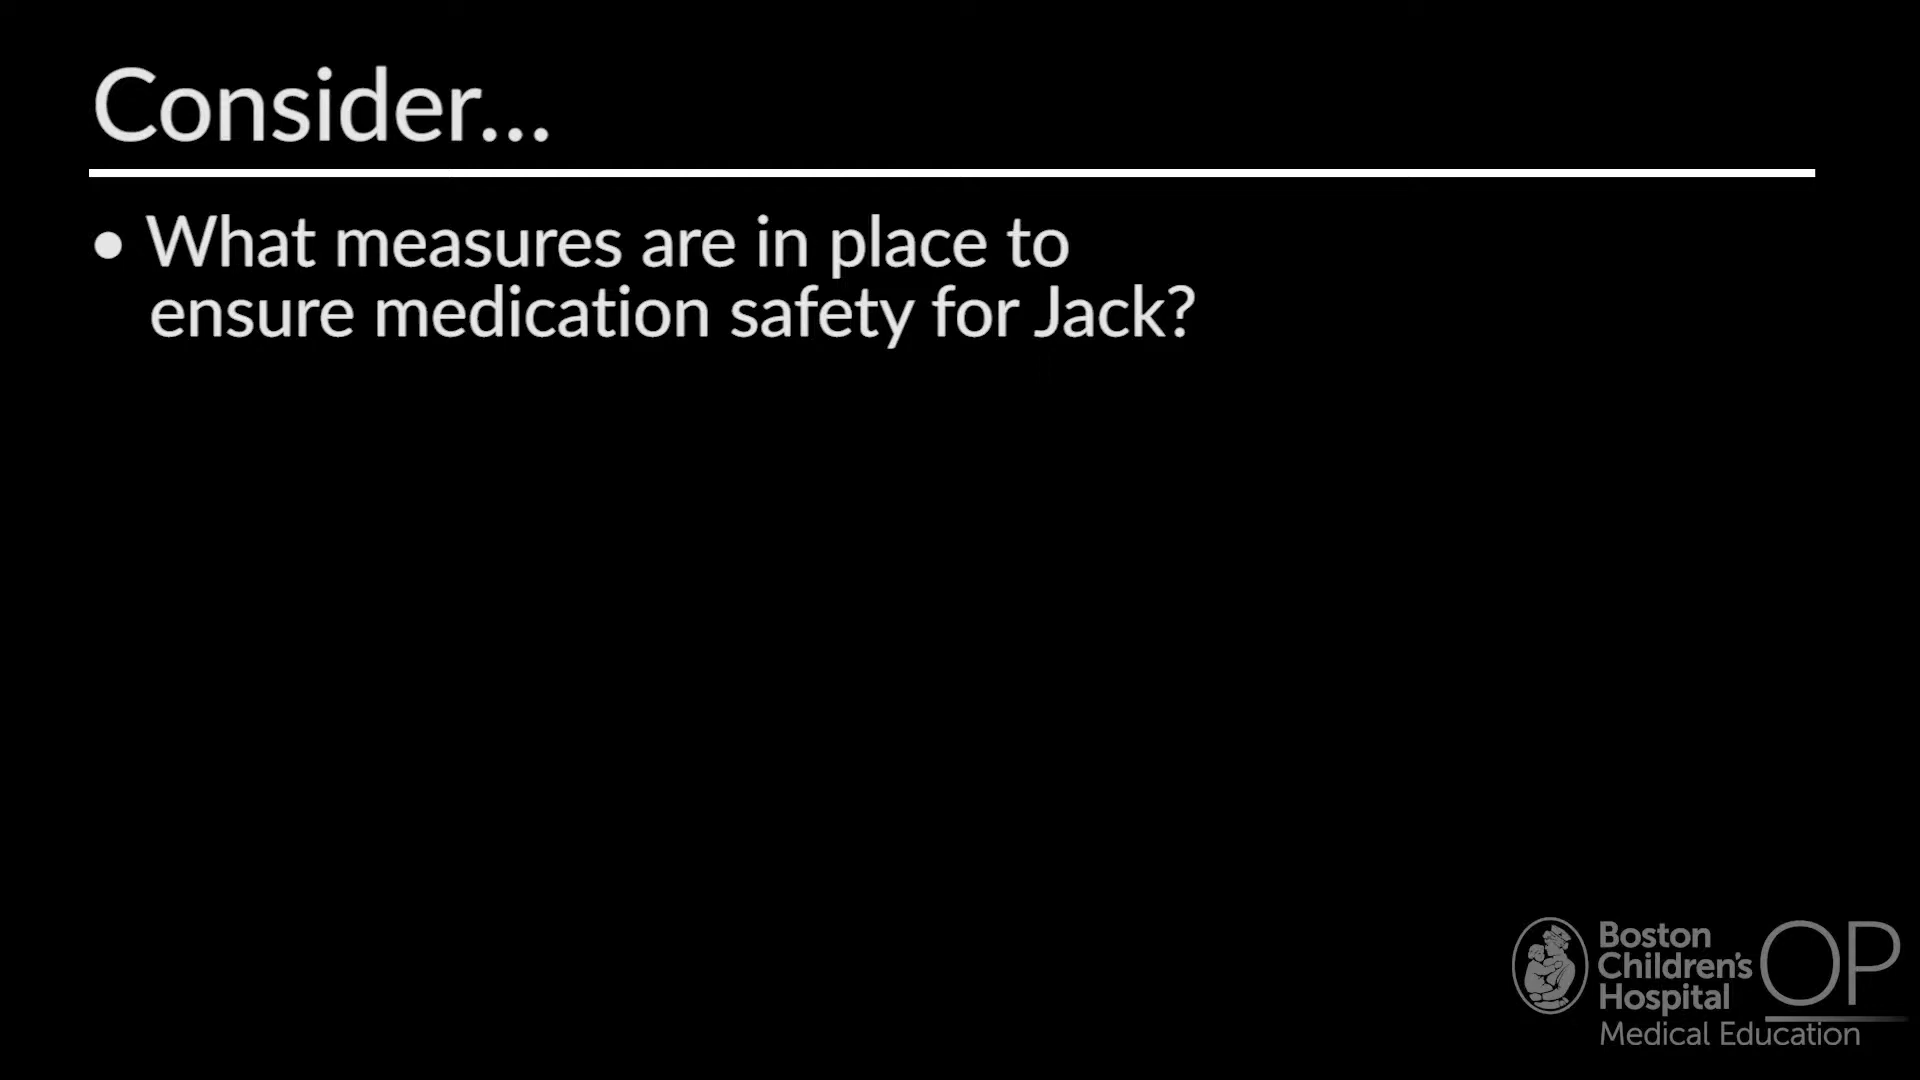 Consider...
• What measures are in place to
ensure medication safety for Jack?
Boston
Children's
Hospital
OP
Medical Education